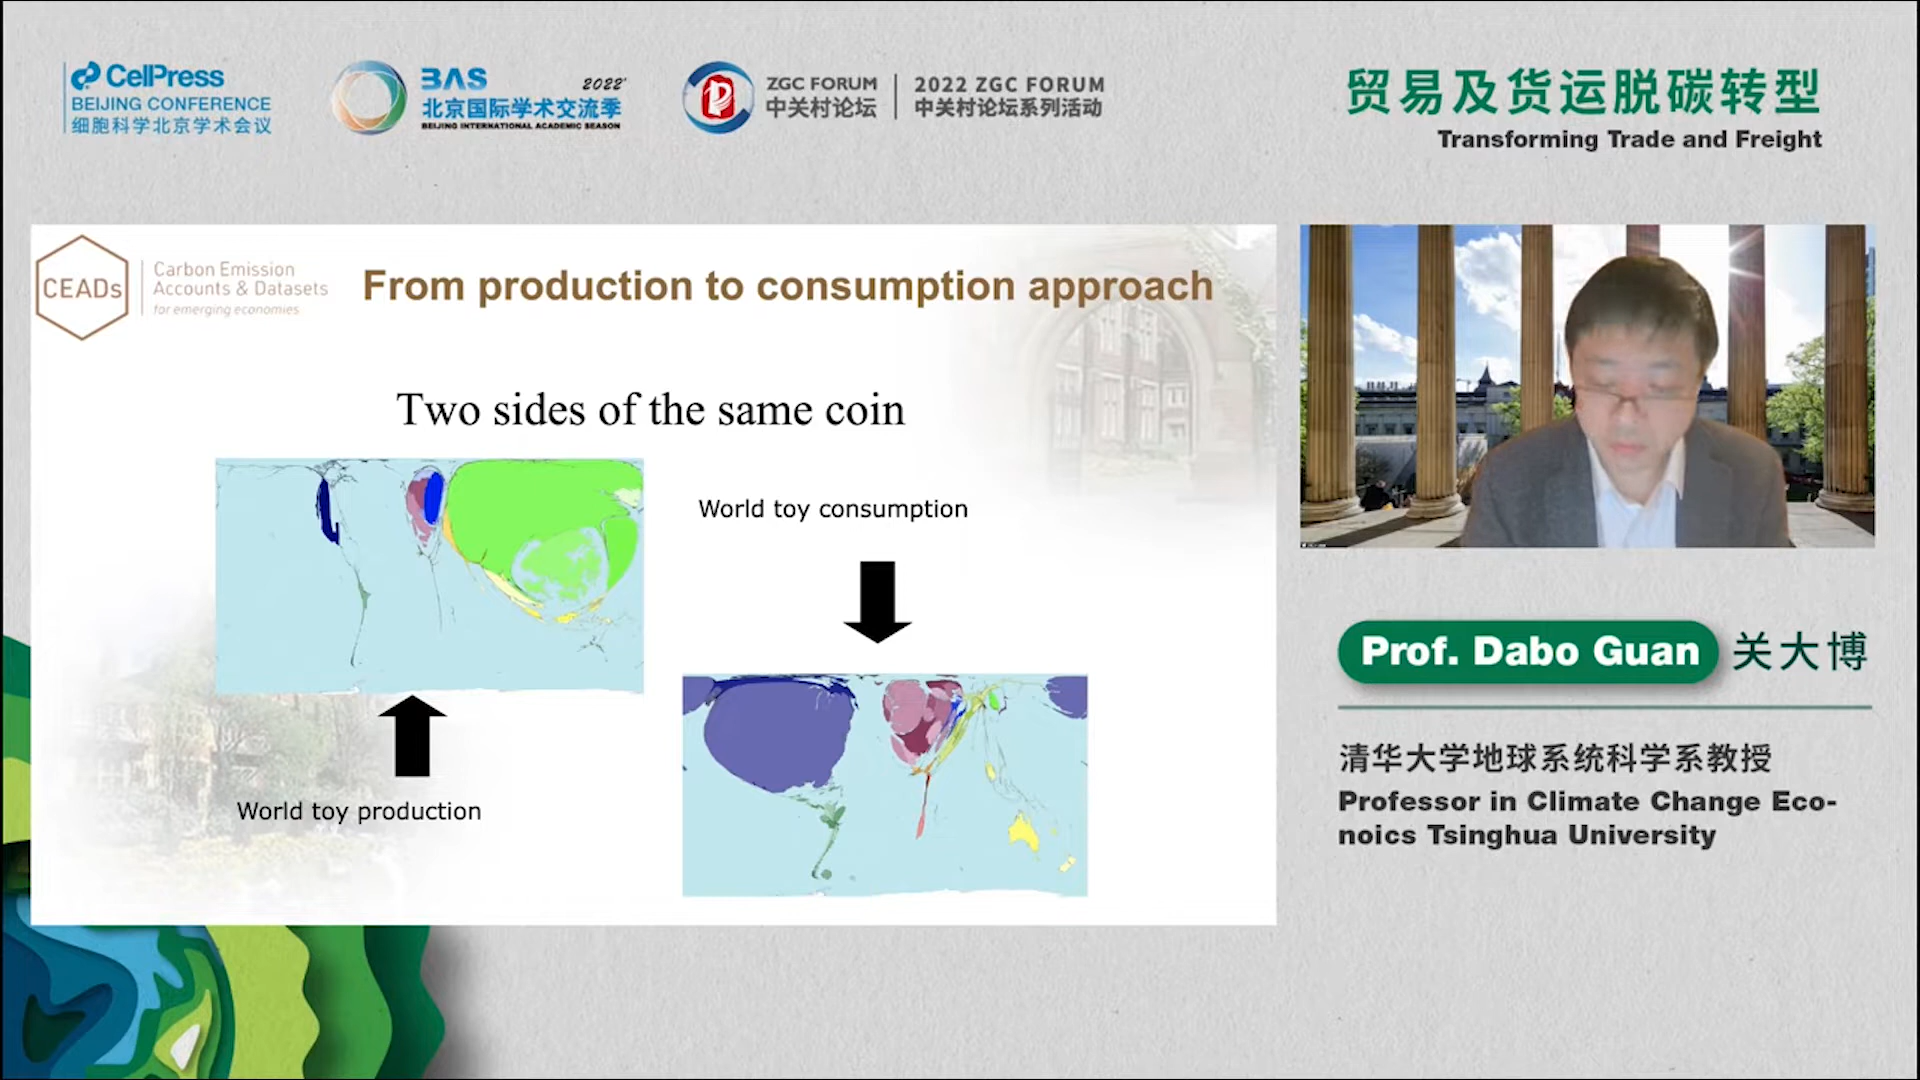 CellPress
BEIJING CONFERENCE
细胞科学北京学术会议
BAS 2022'
北京国际学术交流季
BEIJING INTERNATIONAL ACADEMIC SEASON
ZGC FORUM
中关村论坛
2022 ZGC FORUM
中关村论坛系列活动
贸易及货运脱碳转型
Transforming Trade and Freight
CEADs
Carbon Emission
Accounts & Datasets
for emerging economies
From production to consumption approach
Two sides of the same coin
World toy consumption
World toy production
Prof. Dabo Guan 关大博
清华大学地球系统科学系教授
Professor in Climate Change Eco-
noics Tsinghua University